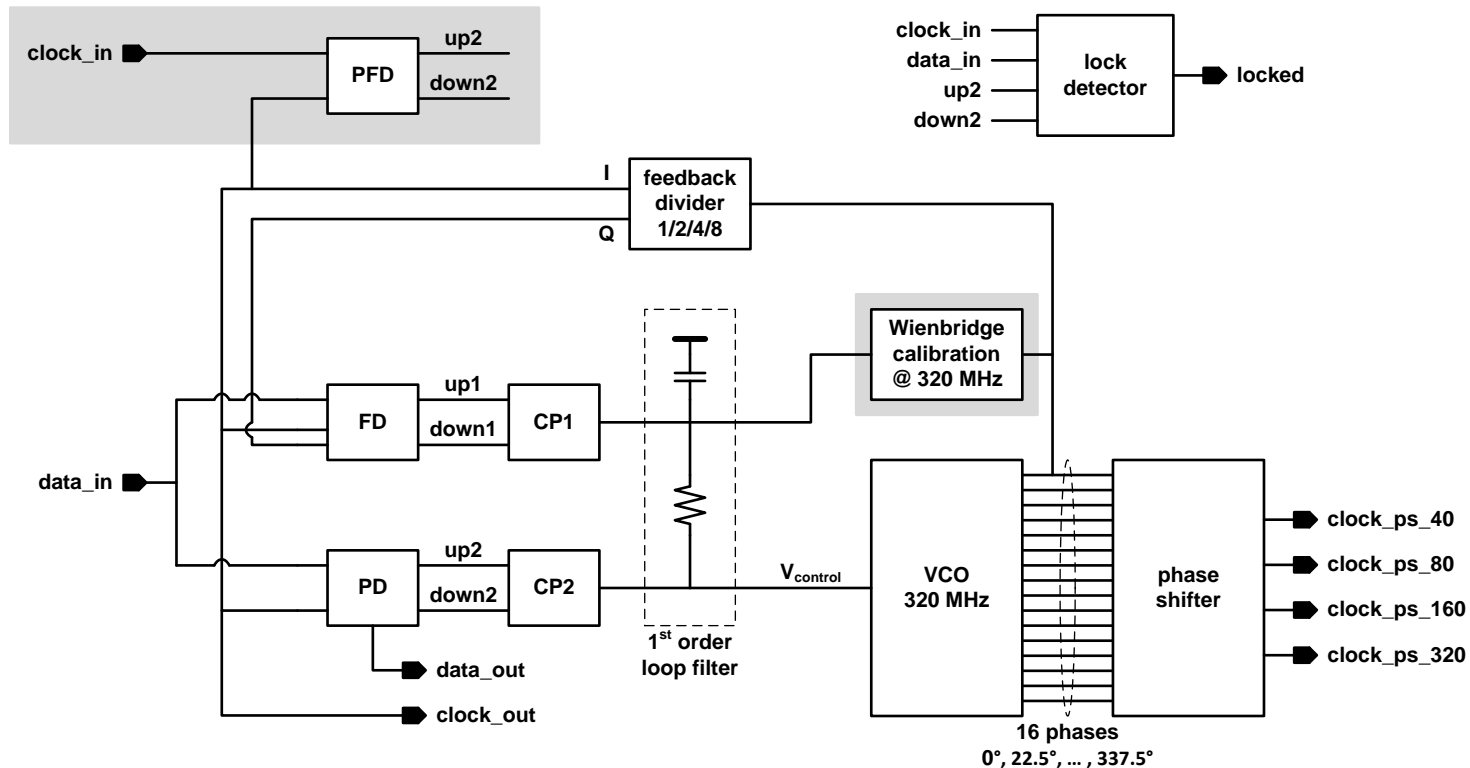 clock_in
up2
PFD
down2
clock_in
data_in
up2
down2
lock
detector
locked
I
Q
feedback
divider
1/2/4/8
Wienbridge
calibration
@ 320 MHz
up1
FD
down1
CP1
data_in
up2
PD
down2
CP2
1st order
loop filter
Vcontrol
VCO
320 MHz
phase
shifter
clock_ps_40
clock_ps_80
clock_ps_160
clock_ps_320
data_out
clock_out
16 phases
0°, 22.5°, ... , 337.5°